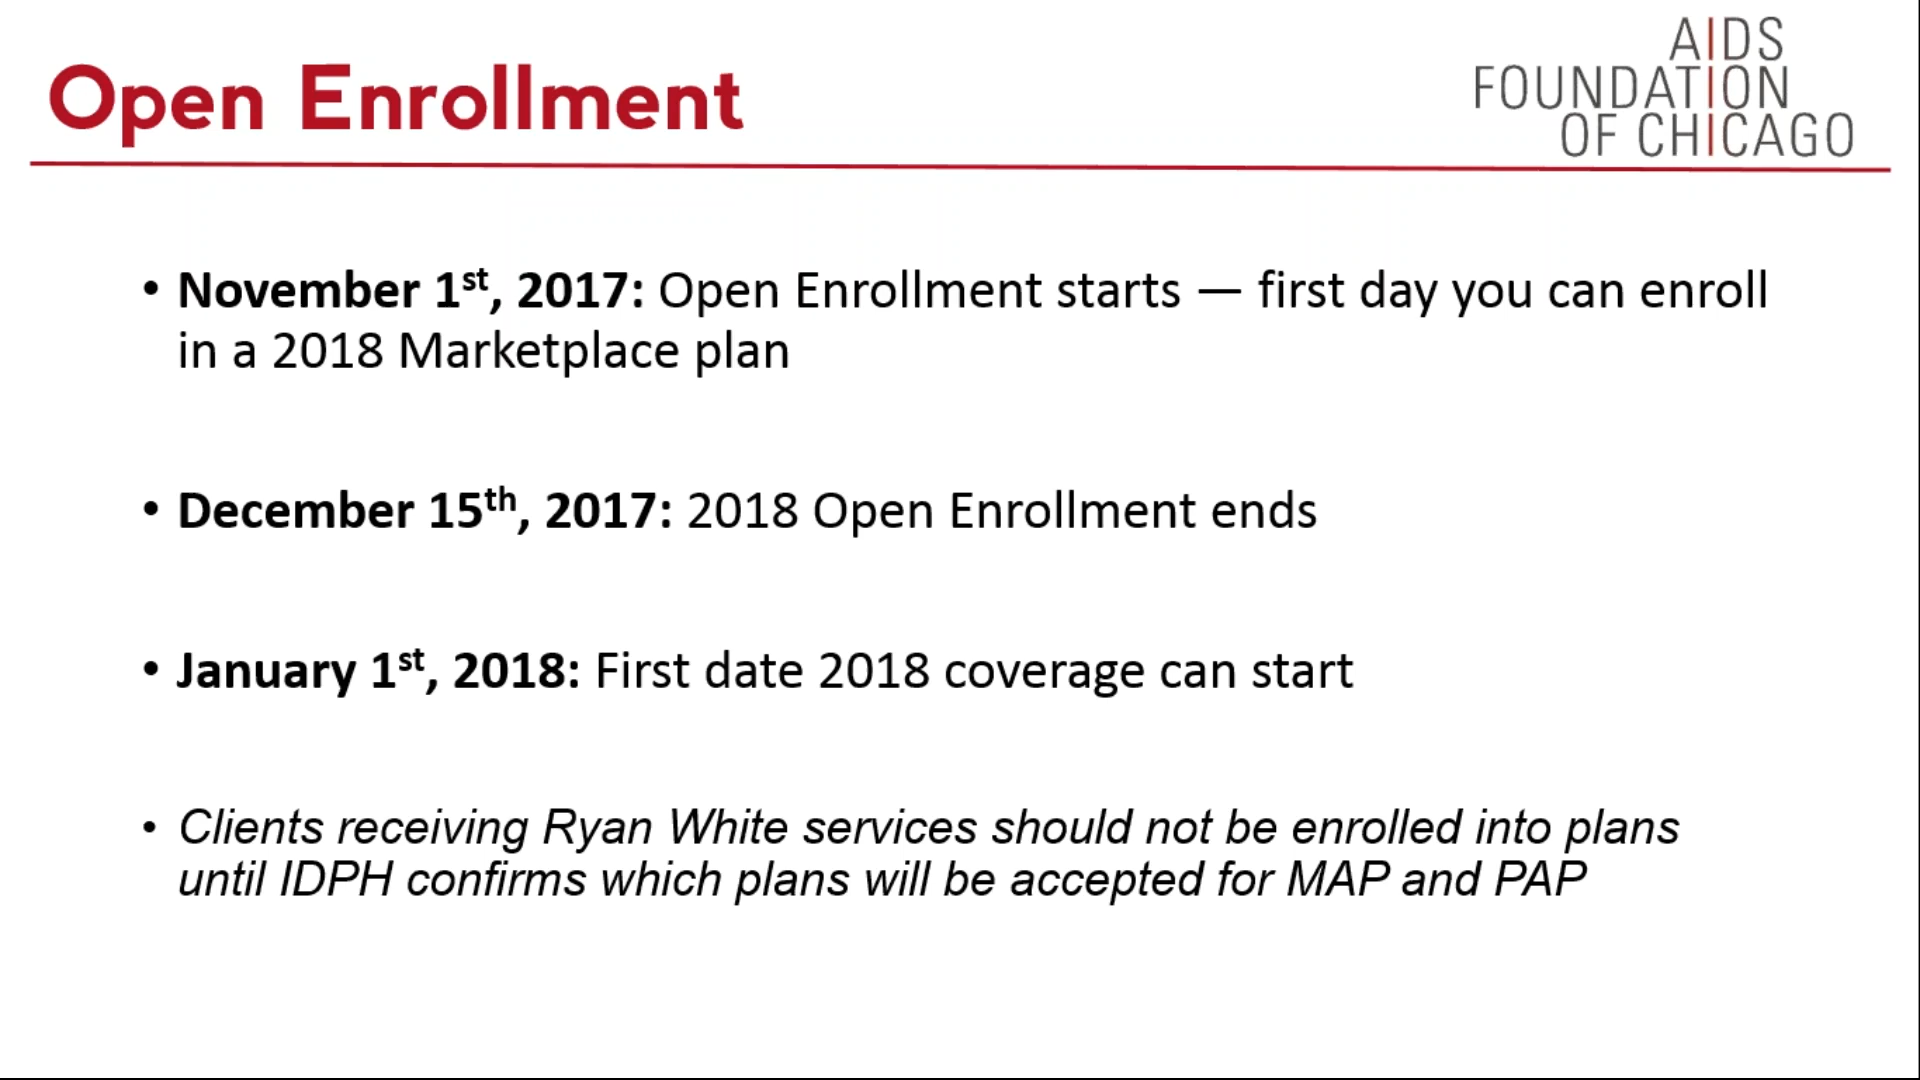 Open Enrollment
AIDS
FOUNDATION
OF CHICAGO
• November 1st, 2017: Open Enrollment starts — first day you can enroll
in a 2018 Marketplace plan
• December 15th, 2017: 2018 Open Enrollment ends
• January 1st, 2018: First date 2018 coverage can start
• Clients receiving Ryan White services should not be enrolled into plans
until IDPH confirms which plans will be accepted for MAP and PAP